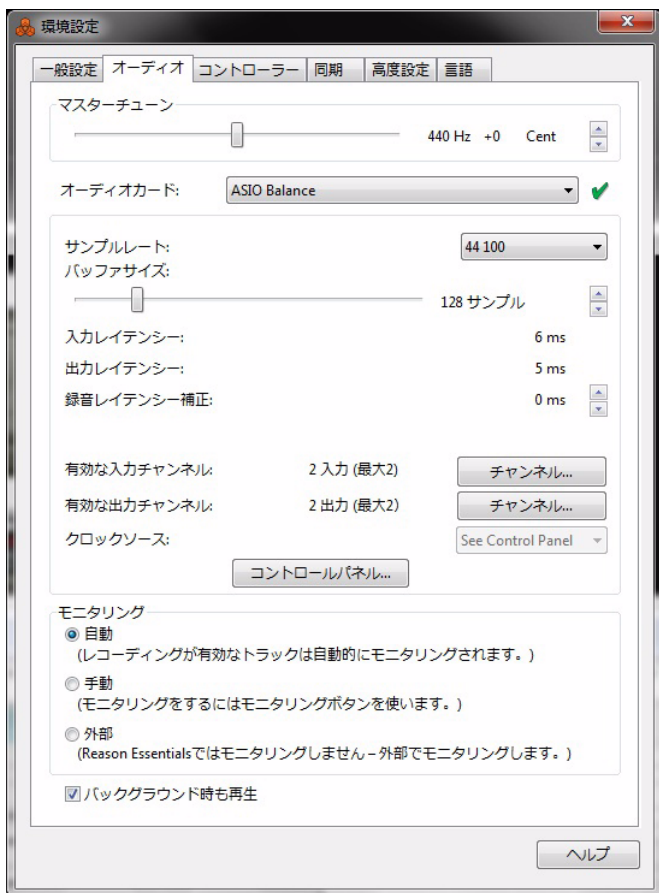 環境設定
一般設定 オーディオ コントローラー 同期 高度設定 言語
マスターチューン
440 Hz +0 Cent
オーディオカード: ASIO Balance
サンプルレート: 44 100
バッファサイズ:
128 サンプル
入力レイテンシー: 6 ms
出力レイテンシー: 5 ms
録音レイテンシー補正: 0 ms
有効な入力チャンネル: 2 入力 (最大2) チャンネル...
有効な出力チャンネル: 2 出力 (最大2) チャンネル...
クロックソース: See Control Panel
コントロールパネル...
モニタリング
自動
(レコーディングが有効なトラックは自動的にモニタリングされます。)
手動
(モニタリングをするにはモニタリングボタンを使います。)
外部
(Reason Essentialsではモニタリングしません – 外部でモニタリングします。)
バックグラウンド時も再生
ヘルプ